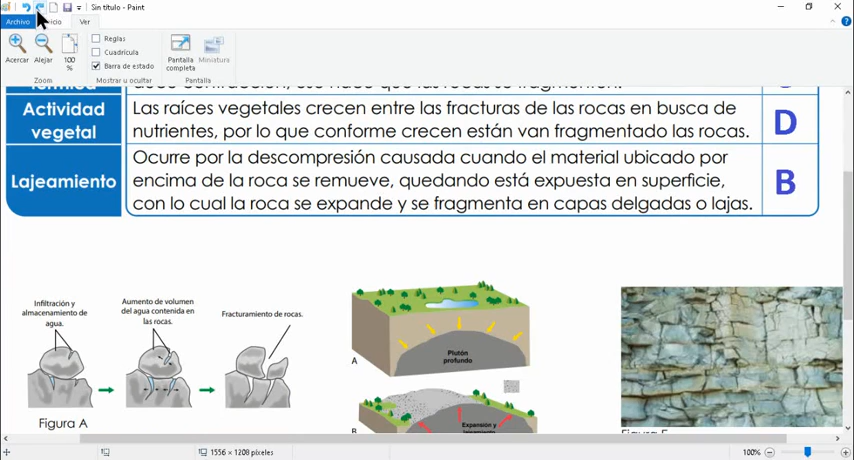 Sin título - Paint
Archivo
Inicio
Ver
Acercar
Alejar
100
%
Reglas
Cuadrícula
Barra de estado
Pantalla
completa
Miniatura
Zoom
Mostrar u ocultar
Pantalla
térmica
Actividad
vegetal
Las raíces vegetales crecen entre las fracturas de las rocas en busca de
nutrientes, por lo que conforme crecen están van fragmentado las rocas.
D
Lajeamiento
Ocurre por la descompresión causada cuando el material ubicado por
encima de la roca se remueve, quedando está expuesta en superficie,
con lo cual la roca se expande y se fragmenta en capas delgadas o lajas.
B
Infiltración y
almacenamiento de
agua.
Aumento de volumen
del agua contenida en
las rocas.
Fracturamiento de rocas.
Figura A
Plutón
profundo
A
Expansión y
lajeamiento
B
1556 × 1208 píxeles
100%